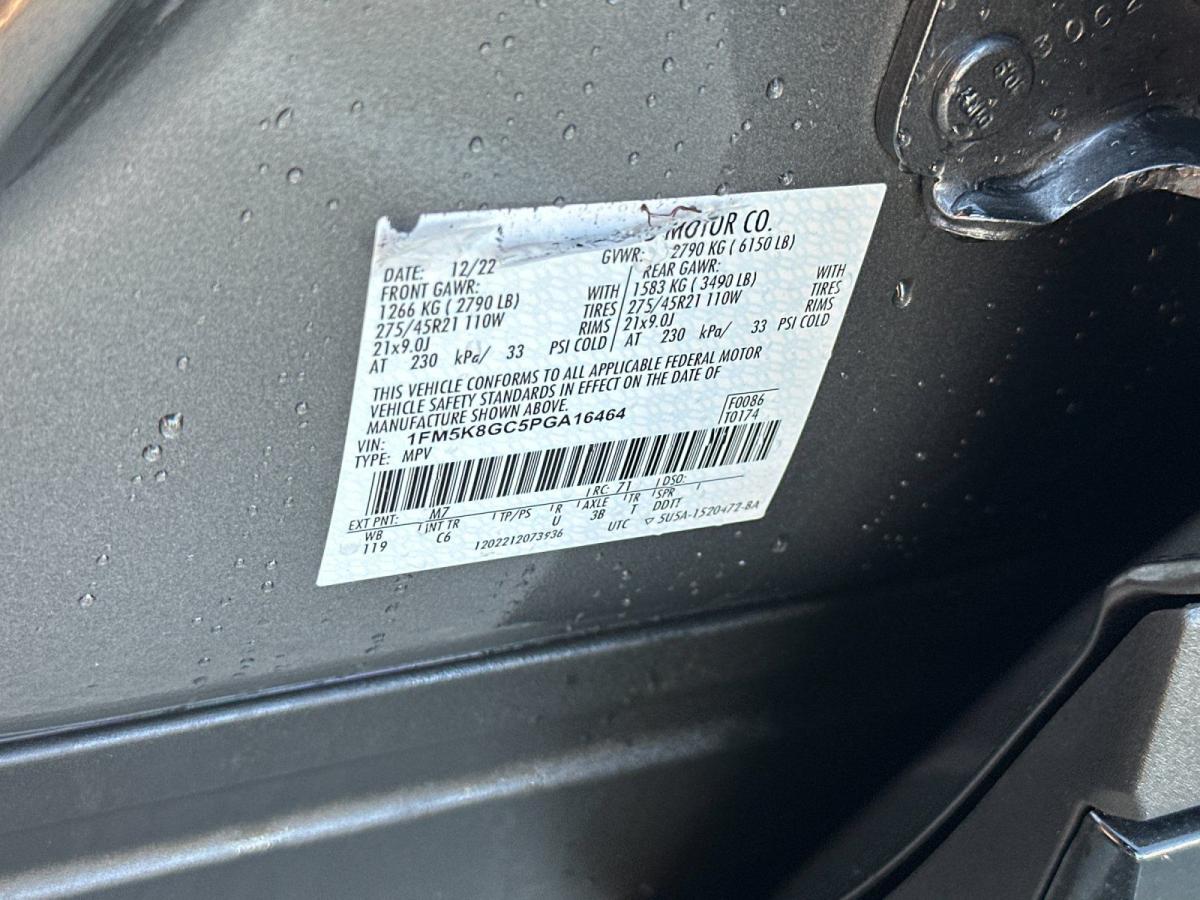 MOTOR CO.
DATE: 12/22 GVWR: 2790 KG ( 6150 LB)
FRONT GAWR: REAR GAWR:
1266 KG ( 2790 LB) WITH 1583 KG ( 3490 LB) WITH
275/45R21 110W TIRES 275/45R21 110W TIRES
21x9.0J RIMS 21x9.0J RIMS
AT 230 kPa/ 33 PSI COLD AT 230 kPa/ 33 PSI COLD
THIS VEHICLE CONFORMS TO ALL APPLICABLE FEDERAL MOTOR
VEHICLE SAFETY STANDARDS IN EFFECT ON THE DATE OF
MANUFACTURE SHOWN ABOVE.
VIN: 1FM5K8GC5PGA16464 F0086
TYPE: MPV T0174
EXT PNT: M7 RC: 71 DSO:
WB INT TR TP/PS R AXLE TR SPR
119 C6 U 3B T DDTT
1202212073936 UTC ▽ 5U5A-1520472-BA